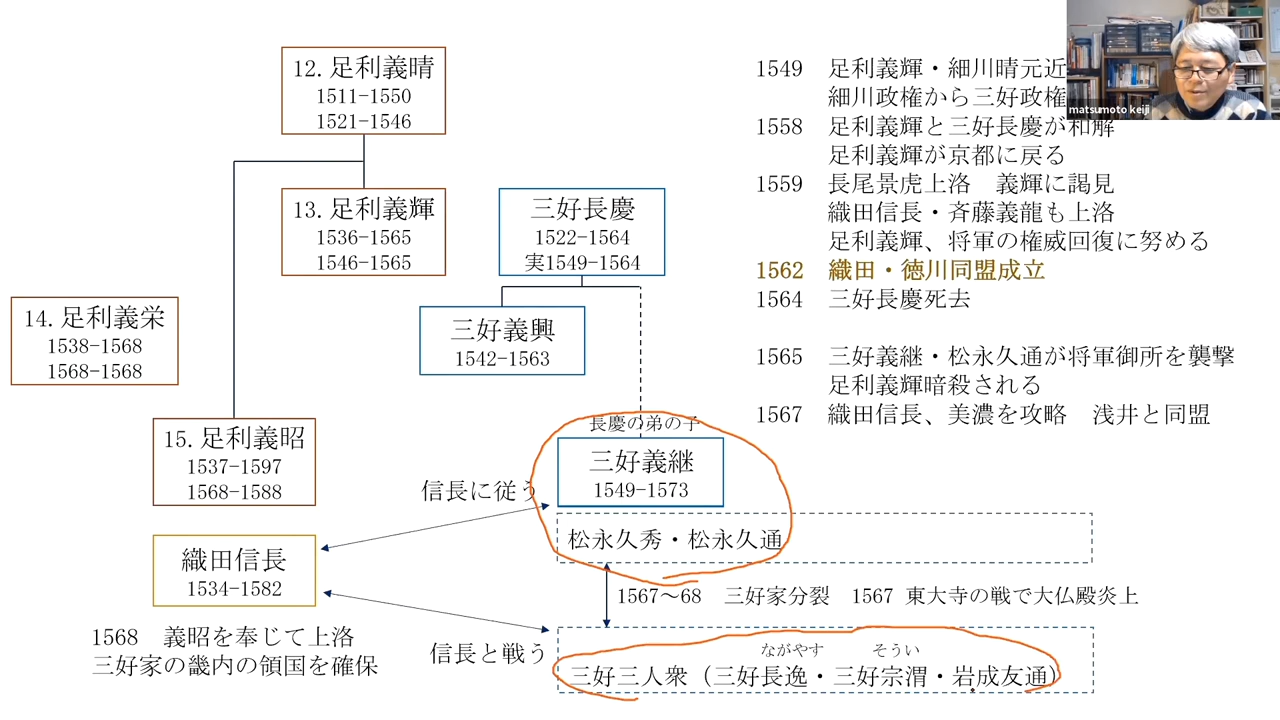 12. 足利義晴
1511-1550
1521-1546
13. 足利義輝
1536-1565
1546-1565
三好長慶
1522-1564
実1549-1564
14. 足利義栄
1538-1568
1568-1568
三好義興
1542-1563
15. 足利義昭
1537-1597
1568-1588
長慶の弟の子
三好義継
1549-1573
信長に従う
松永久秀・松永久通
織田信長
1534-1582
1567～68 三好家分裂 1567 東大寺の戦で大仏殿炎上
1568 義昭を奉じて上洛
三好家の畿内の領国を確保
信長と戦う
ながやす そうい
三好三人衆（三好長逸・三好宗渭・岩成友通）
1549 足利義輝・細川晴元近
細川政権から三好政権
1558 足利義輝と三好長慶が和解
足利義輝が京都に戻る
1559 長尾景虎上洛 義輝に謁見
織田信長・斉藤義龍も上洛
足利義輝、将軍の権威回復に努める
1562 織田・徳川同盟成立
1564 三好長慶死去
1565 三好義継・松永久通が将軍御所を襲撃
足利義輝暗殺される
1567 織田信長、美濃を攻略 浅井と同盟
matsumoto keiji